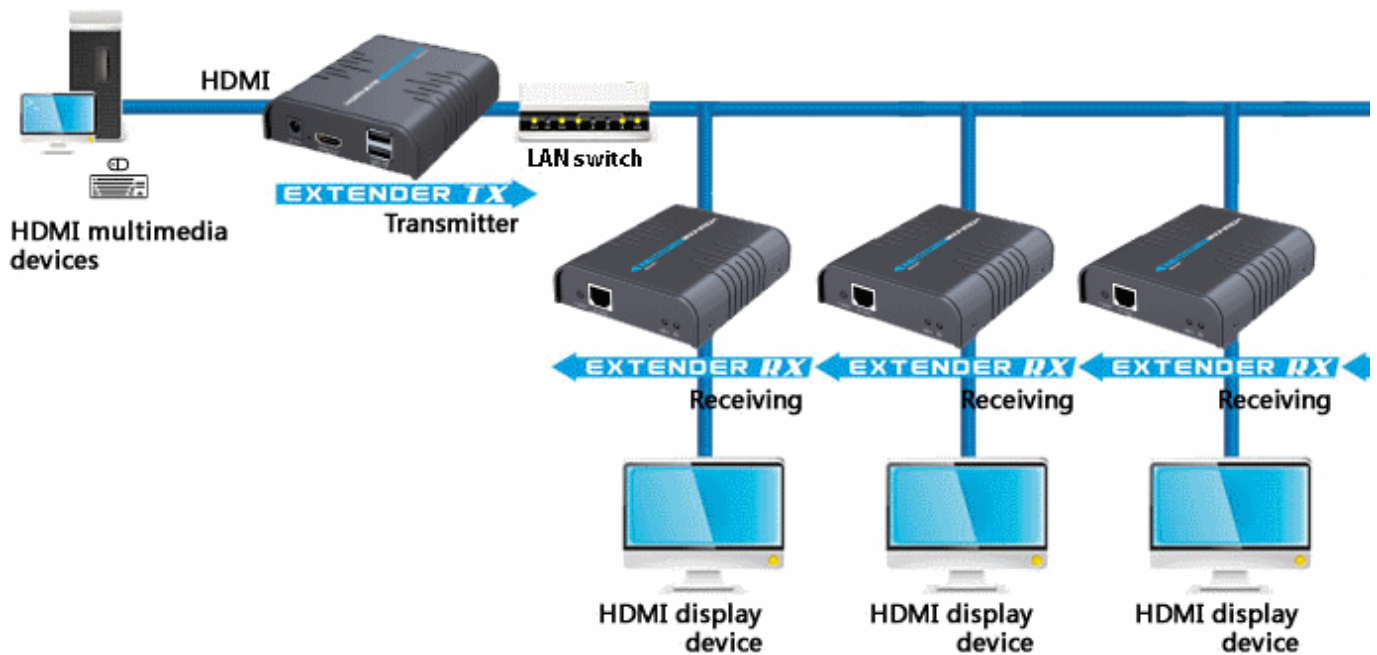 HDMI
LAN switch
EXTENDER TX
Transmitter
HDMI multimedia
devices
EXTENDER RX
EXTENDER RX
EXTENDER RX
Receiving
Receiving
Receiving
HDMI display
device
HDMI display
device
HDMI display
device